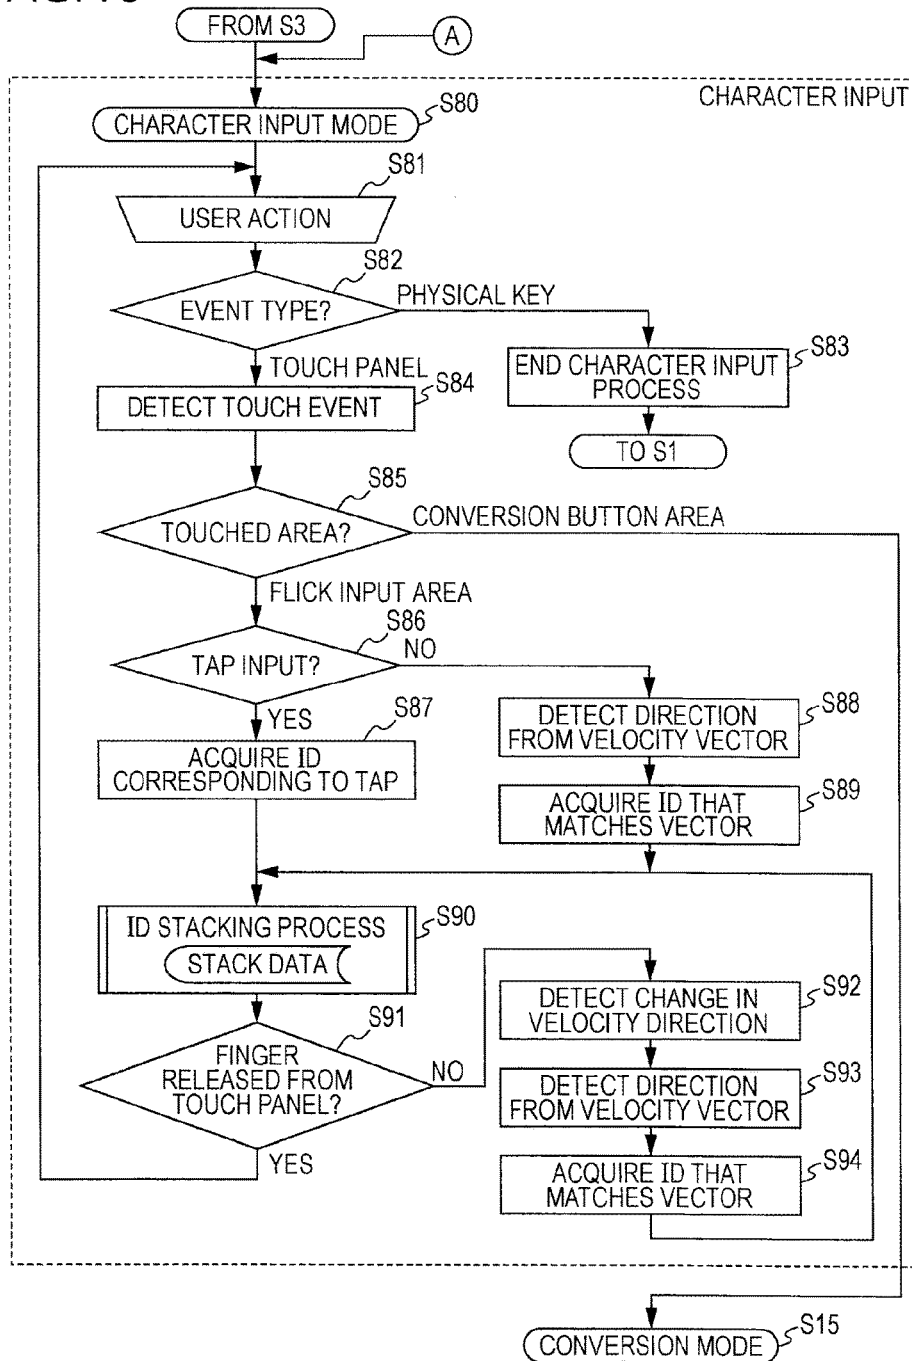 FROM S3
A
CHARACTER INPUT
S80
CHARACTER INPUT MODE
S81
USER ACTION
S82
EVENT TYPE?
PHYSICAL KEY
S83
END CHARACTER INPUT
PROCESS
TOUCH PANEL
S84
DETECT TOUCH EVENT
TO S1
S85
TOUCHED AREA?
CONVERSION BUTTON AREA
FLICK INPUT AREA
S86
TAP INPUT?
NO
YES
S87
ACQUIRE ID
CORRESPONDING TO TAP
S88
DETECT DIRECTION
FROM VELOCITY VECTOR
S89
ACQUIRE ID THAT
MATCHES VECTOR
S90
ID STACKING PROCESS
STACK DATA
S91
FINGER
RELEASED FROM
TOUCH PANEL?
NO
YES
S92
DETECT CHANGE IN
VELOCITY DIRECTION
S93
DETECT DIRECTION
FROM VELOCITY VECTOR
S94
ACQUIRE ID THAT
MATCHES VECTOR
S15
CONVERSION MODE